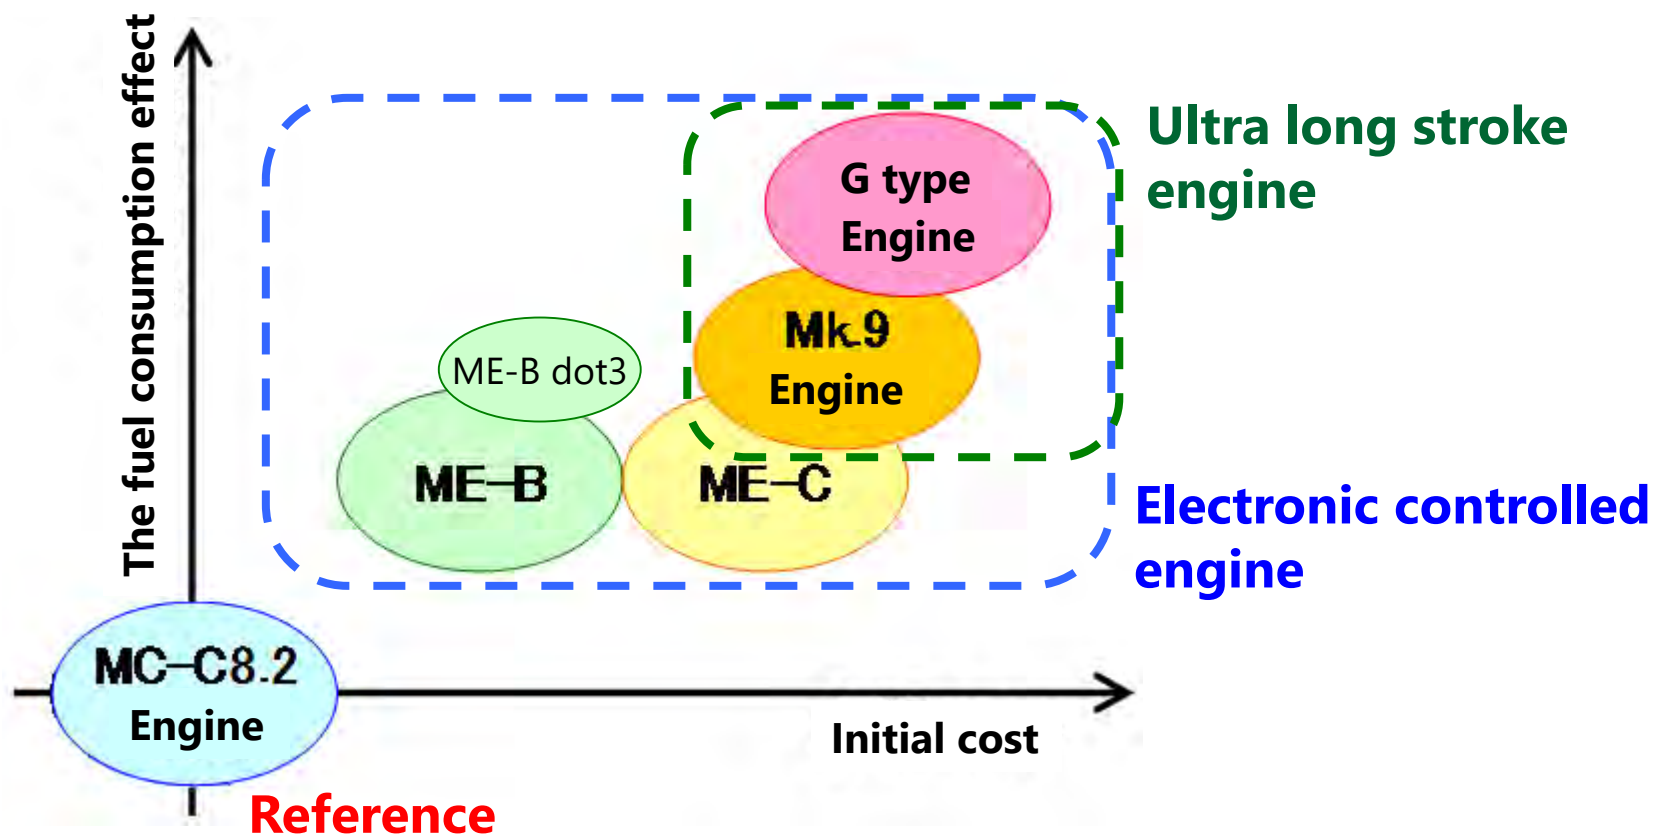 The fuel consumption effect
Ultra long stroke
engine
G type
Engine
Mk.9
Engine
ME-B dot3
ME-B
ME-C
Electronic controlled
engine
MC-C8.2
Engine
Initial cost
Reference